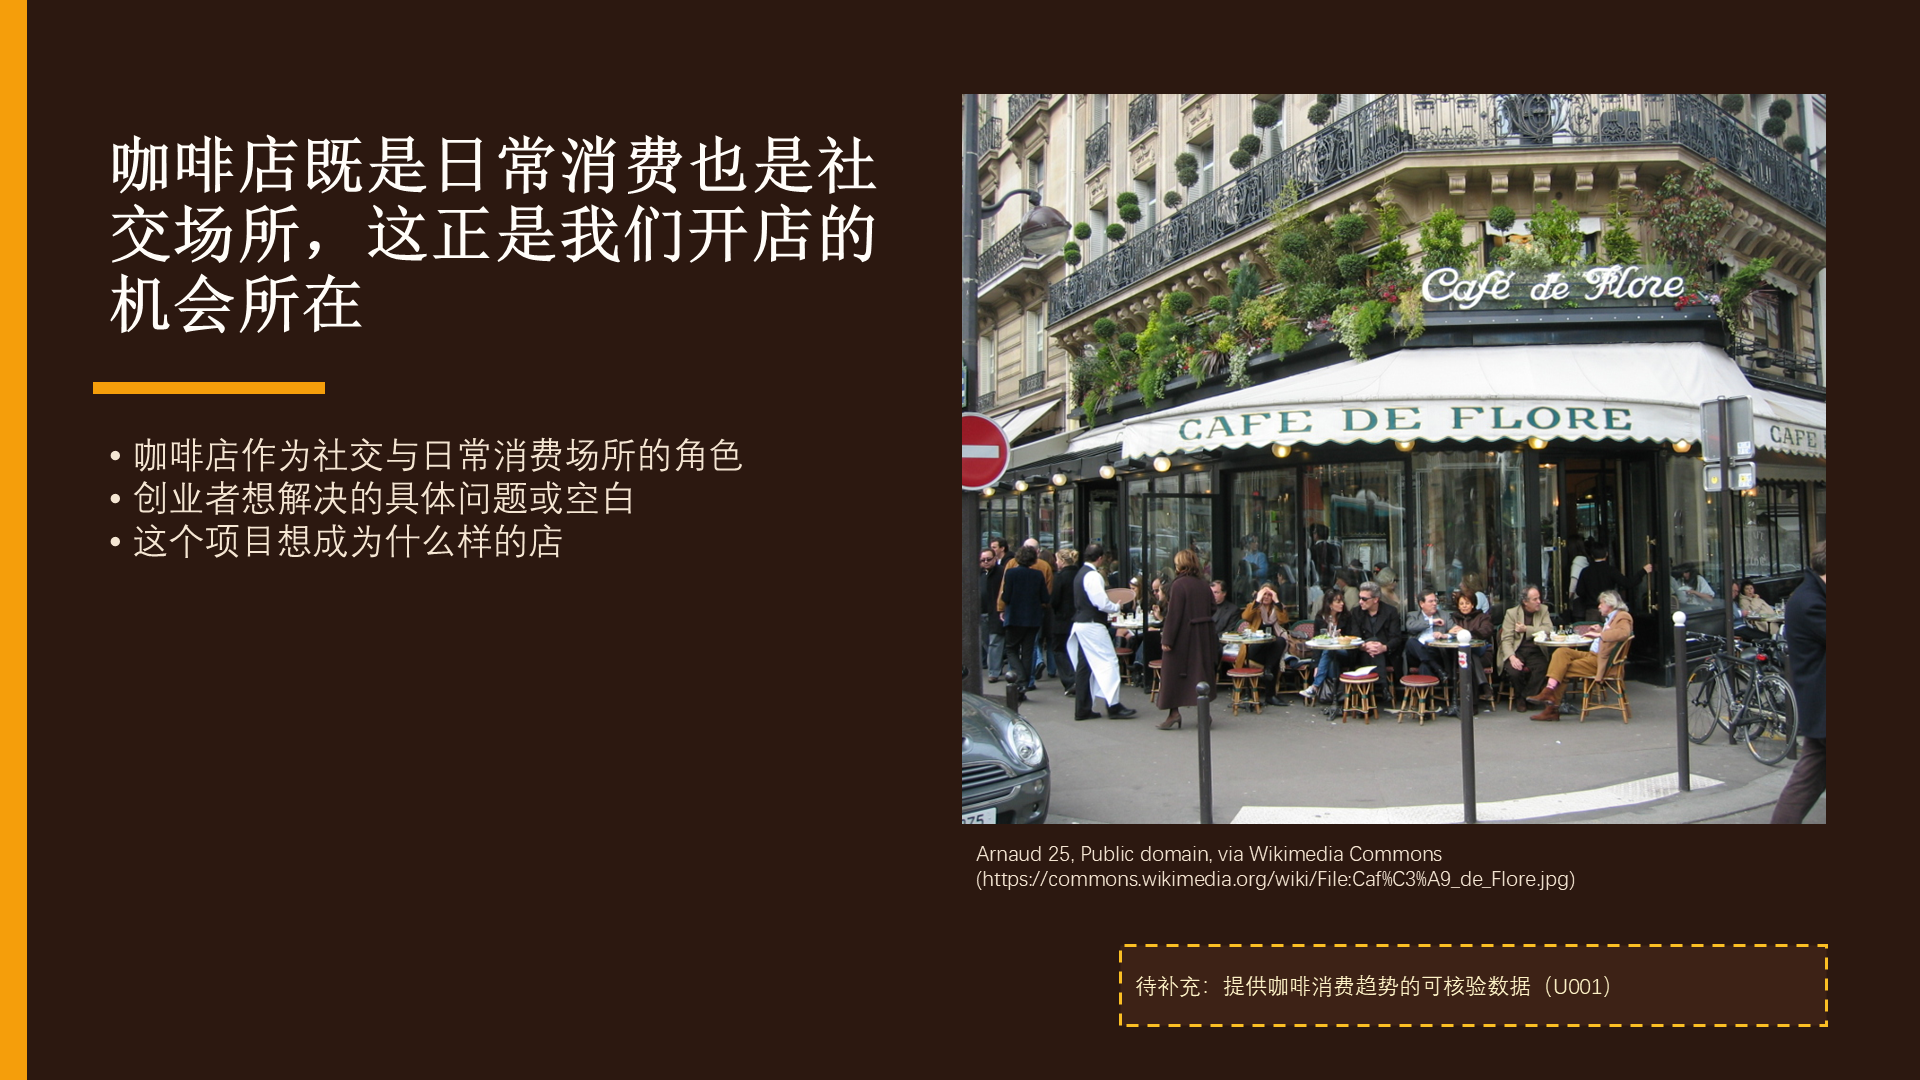 咖啡店既是日常消费也是社
交场所，这正是我们开店的
机会所在
• 咖啡店作为社交与日常消费场所的角色
• 创业者想解决的具体问题或空白
• 这个项目想成为什么样的店
Café de Flore
CAFE DE FLORE
CAFE
75
Arnaud 25, Public domain, via Wikimedia Commons
(https://commons.wikimedia.org/wiki/File:Caf%C3%A9_de_Flore.jpg)
待补充：提供咖啡消费趋势的可核验数据（U001）